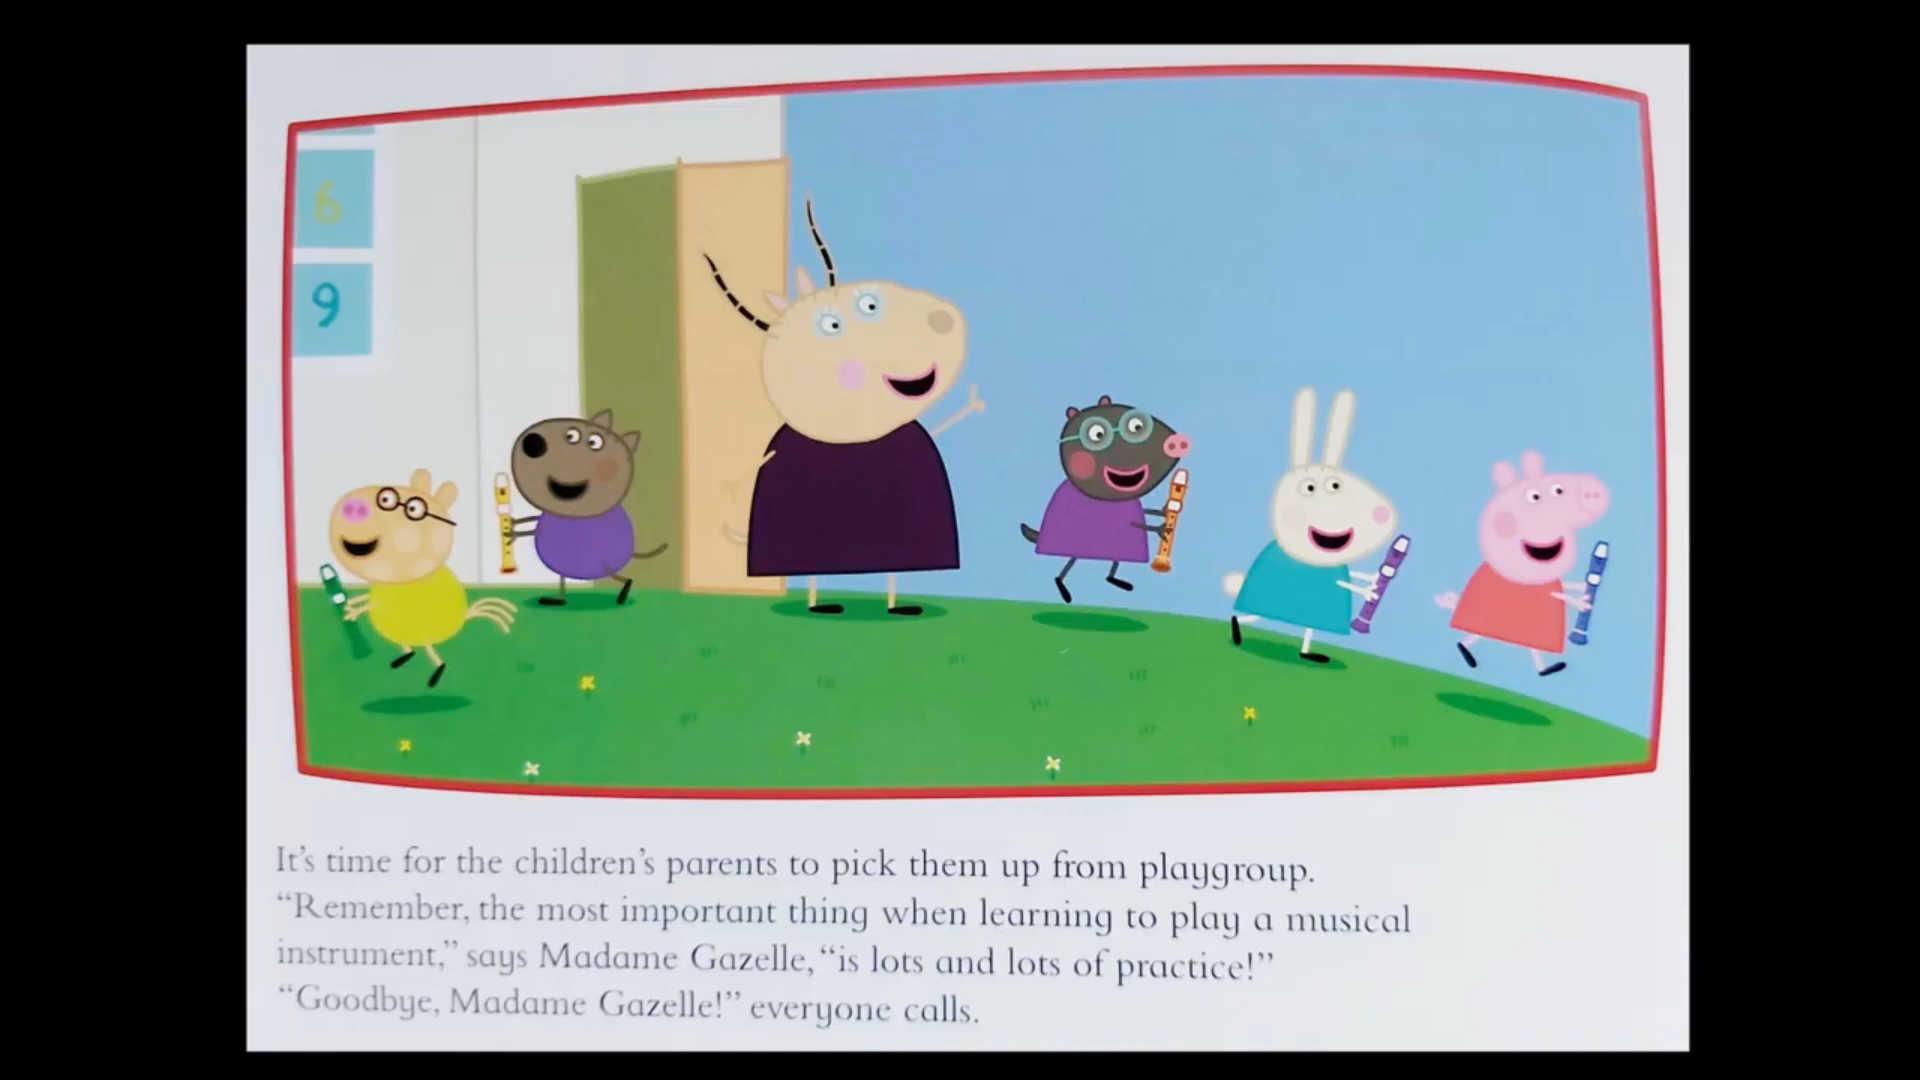 6
9
It's time for the children's parents to pick them up from playgroup.
“Remember, the most important thing when learning to play a musical
instrument,” says Madame Gazelle, “is lots and lots of practice!”
“Goodbye, Madame Gazelle!” everyone calls.